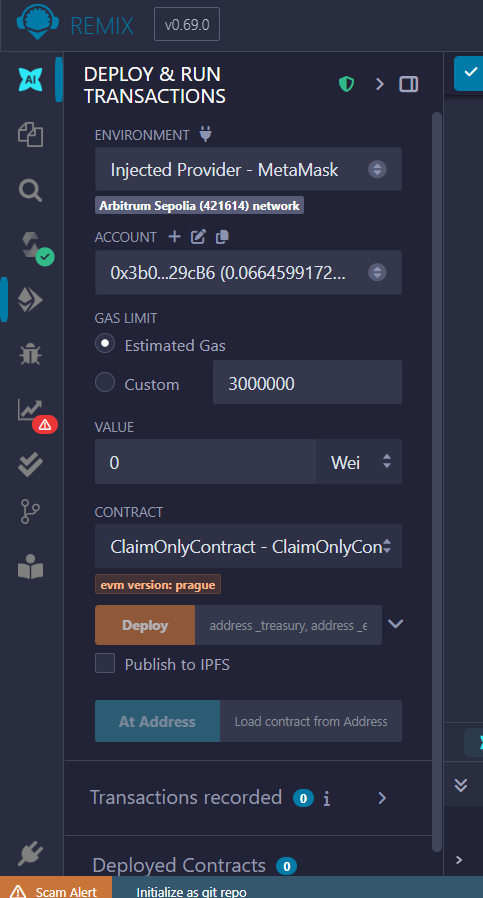 REMIX v0.69.0
DEPLOY & RUN
TRANSACTIONS
AI
ENVIRONMENT
Injected Provider - MetaMask
Arbitrum Sepolia (421614) network
ACCOUNT
0x3b0...29cB6 (0.0664599172...
GAS LIMIT
Estimated Gas
Custom 3000000
VALUE
0 Wei
CONTRACT
ClaimOnlyContract - ClaimOnlyCon
evm version: prague
Deploy address _treasury, address _e
Publish to IPFS
At Address Load contract from Address
Transactions recorded 0 i
Deployed Contracts 0
Scam Alert Initialize as git repo